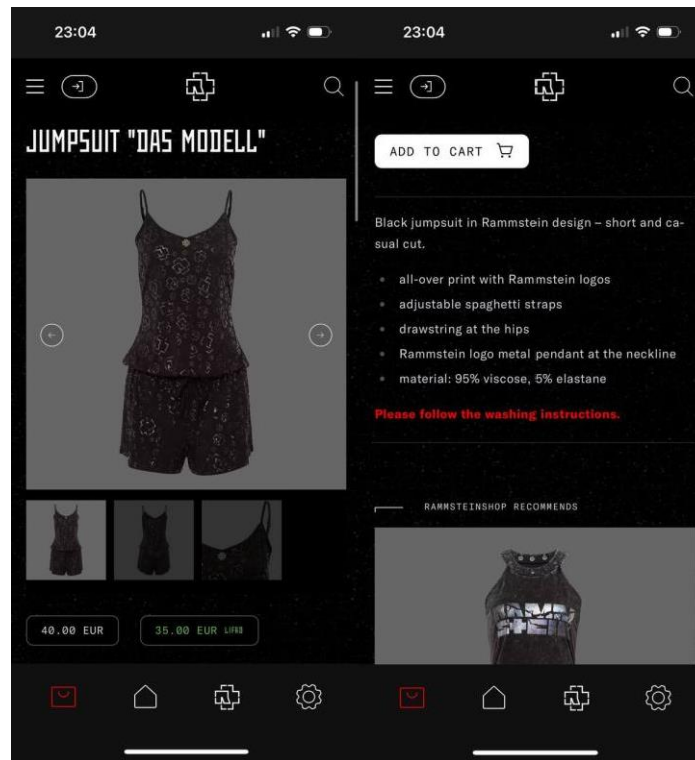 23:04
JUMPSUIT "DAS MODELL"
40.00 EUR
35.00 EUR LIFAD
23:04
ADD TO CART
Black jumpsuit in Rammstein design – short and ca-
sual cut.
all-over print with Rammstein logos
adjustable spaghetti straps
drawstring at the hips
Rammstein logo metal pendant at the neckline
material: 95% viscose, 5% elastane
Please follow the washing instructions.
RAMMSTEINSHOP RECOMMENDS